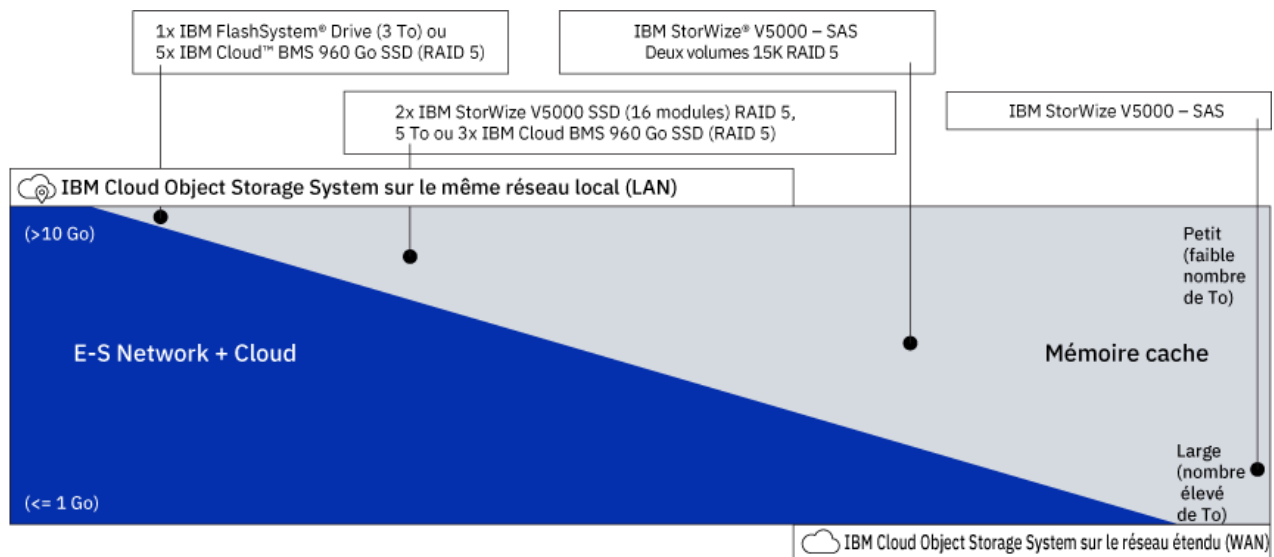 1x IBM FlashSystem® Drive (3 To) ou
5x IBM Cloud™ BMS 960 Go SSD (RAID 5)
IBM StorWize® V5000 – SAS
Deux volumes 15K RAID 5
2x IBM StorWize V5000 SSD (16 modules) RAID 5,
5 To ou 3x IBM Cloud BMS 960 Go SSD (RAID 5)
IBM StorWize V5000 – SAS
IBM Cloud Object Storage System sur le même réseau local (LAN)
(>10 Go)
Petit
(faible
nombre
de To)
E-S Network + Cloud
Mémoire cache
Large
(nombre
élevé
de To)
(<= 1 Go)
IBM Cloud Object Storage System sur le réseau étendu (WAN)